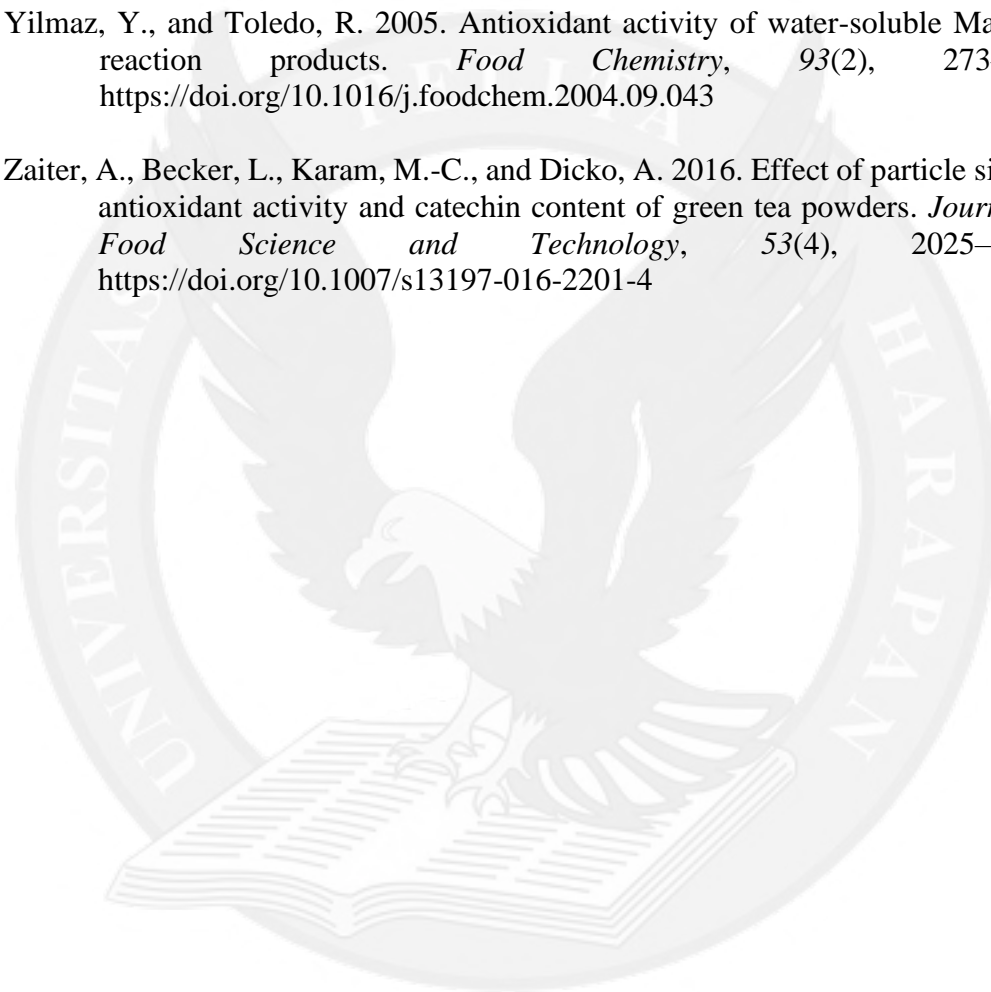 Yilmaz, Y., and Toledo, R. 2005. Antioxidant activity of water-soluble
reaction products. Food Chemistry, 93(2), 273
https://doi.org/10.1016/j.foodchem.2004.09.043
Zaiter, A., Becker, L., Karam, M.-C., and Dicko, A. 2016. Effect of particle
antioxidant activity and catechin content of green tea powders.
Food Science and Technology, 53(4), 2025–
https://doi.org/10.1007/s13197-016-2201-4
UNIVERSITAS PELITA HARAPAN